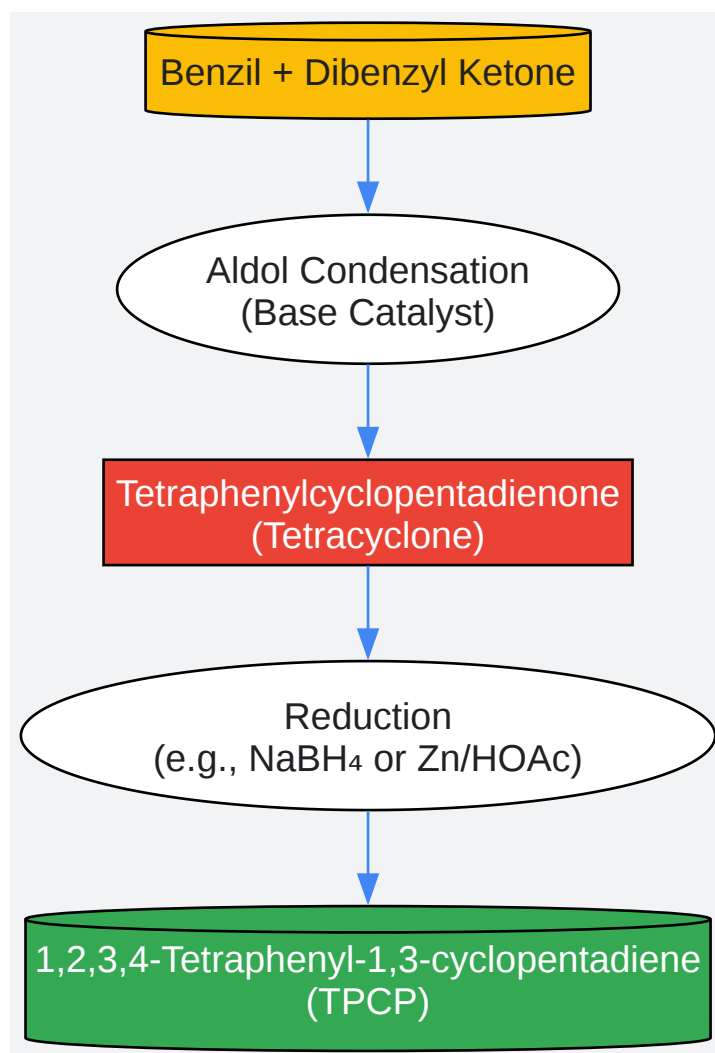 Benzil + Dibenzyl Ketone
Aldol Condensation
(Base Catalyst)
Tetraphenylcyclopentadienone
(Tetracyclone)
Reduction
(e.g., NaBH₄ or Zn/HOAc)
1,2,3,4-Tetraphenyl-1,3-cyclopentadiene
(TPCP)